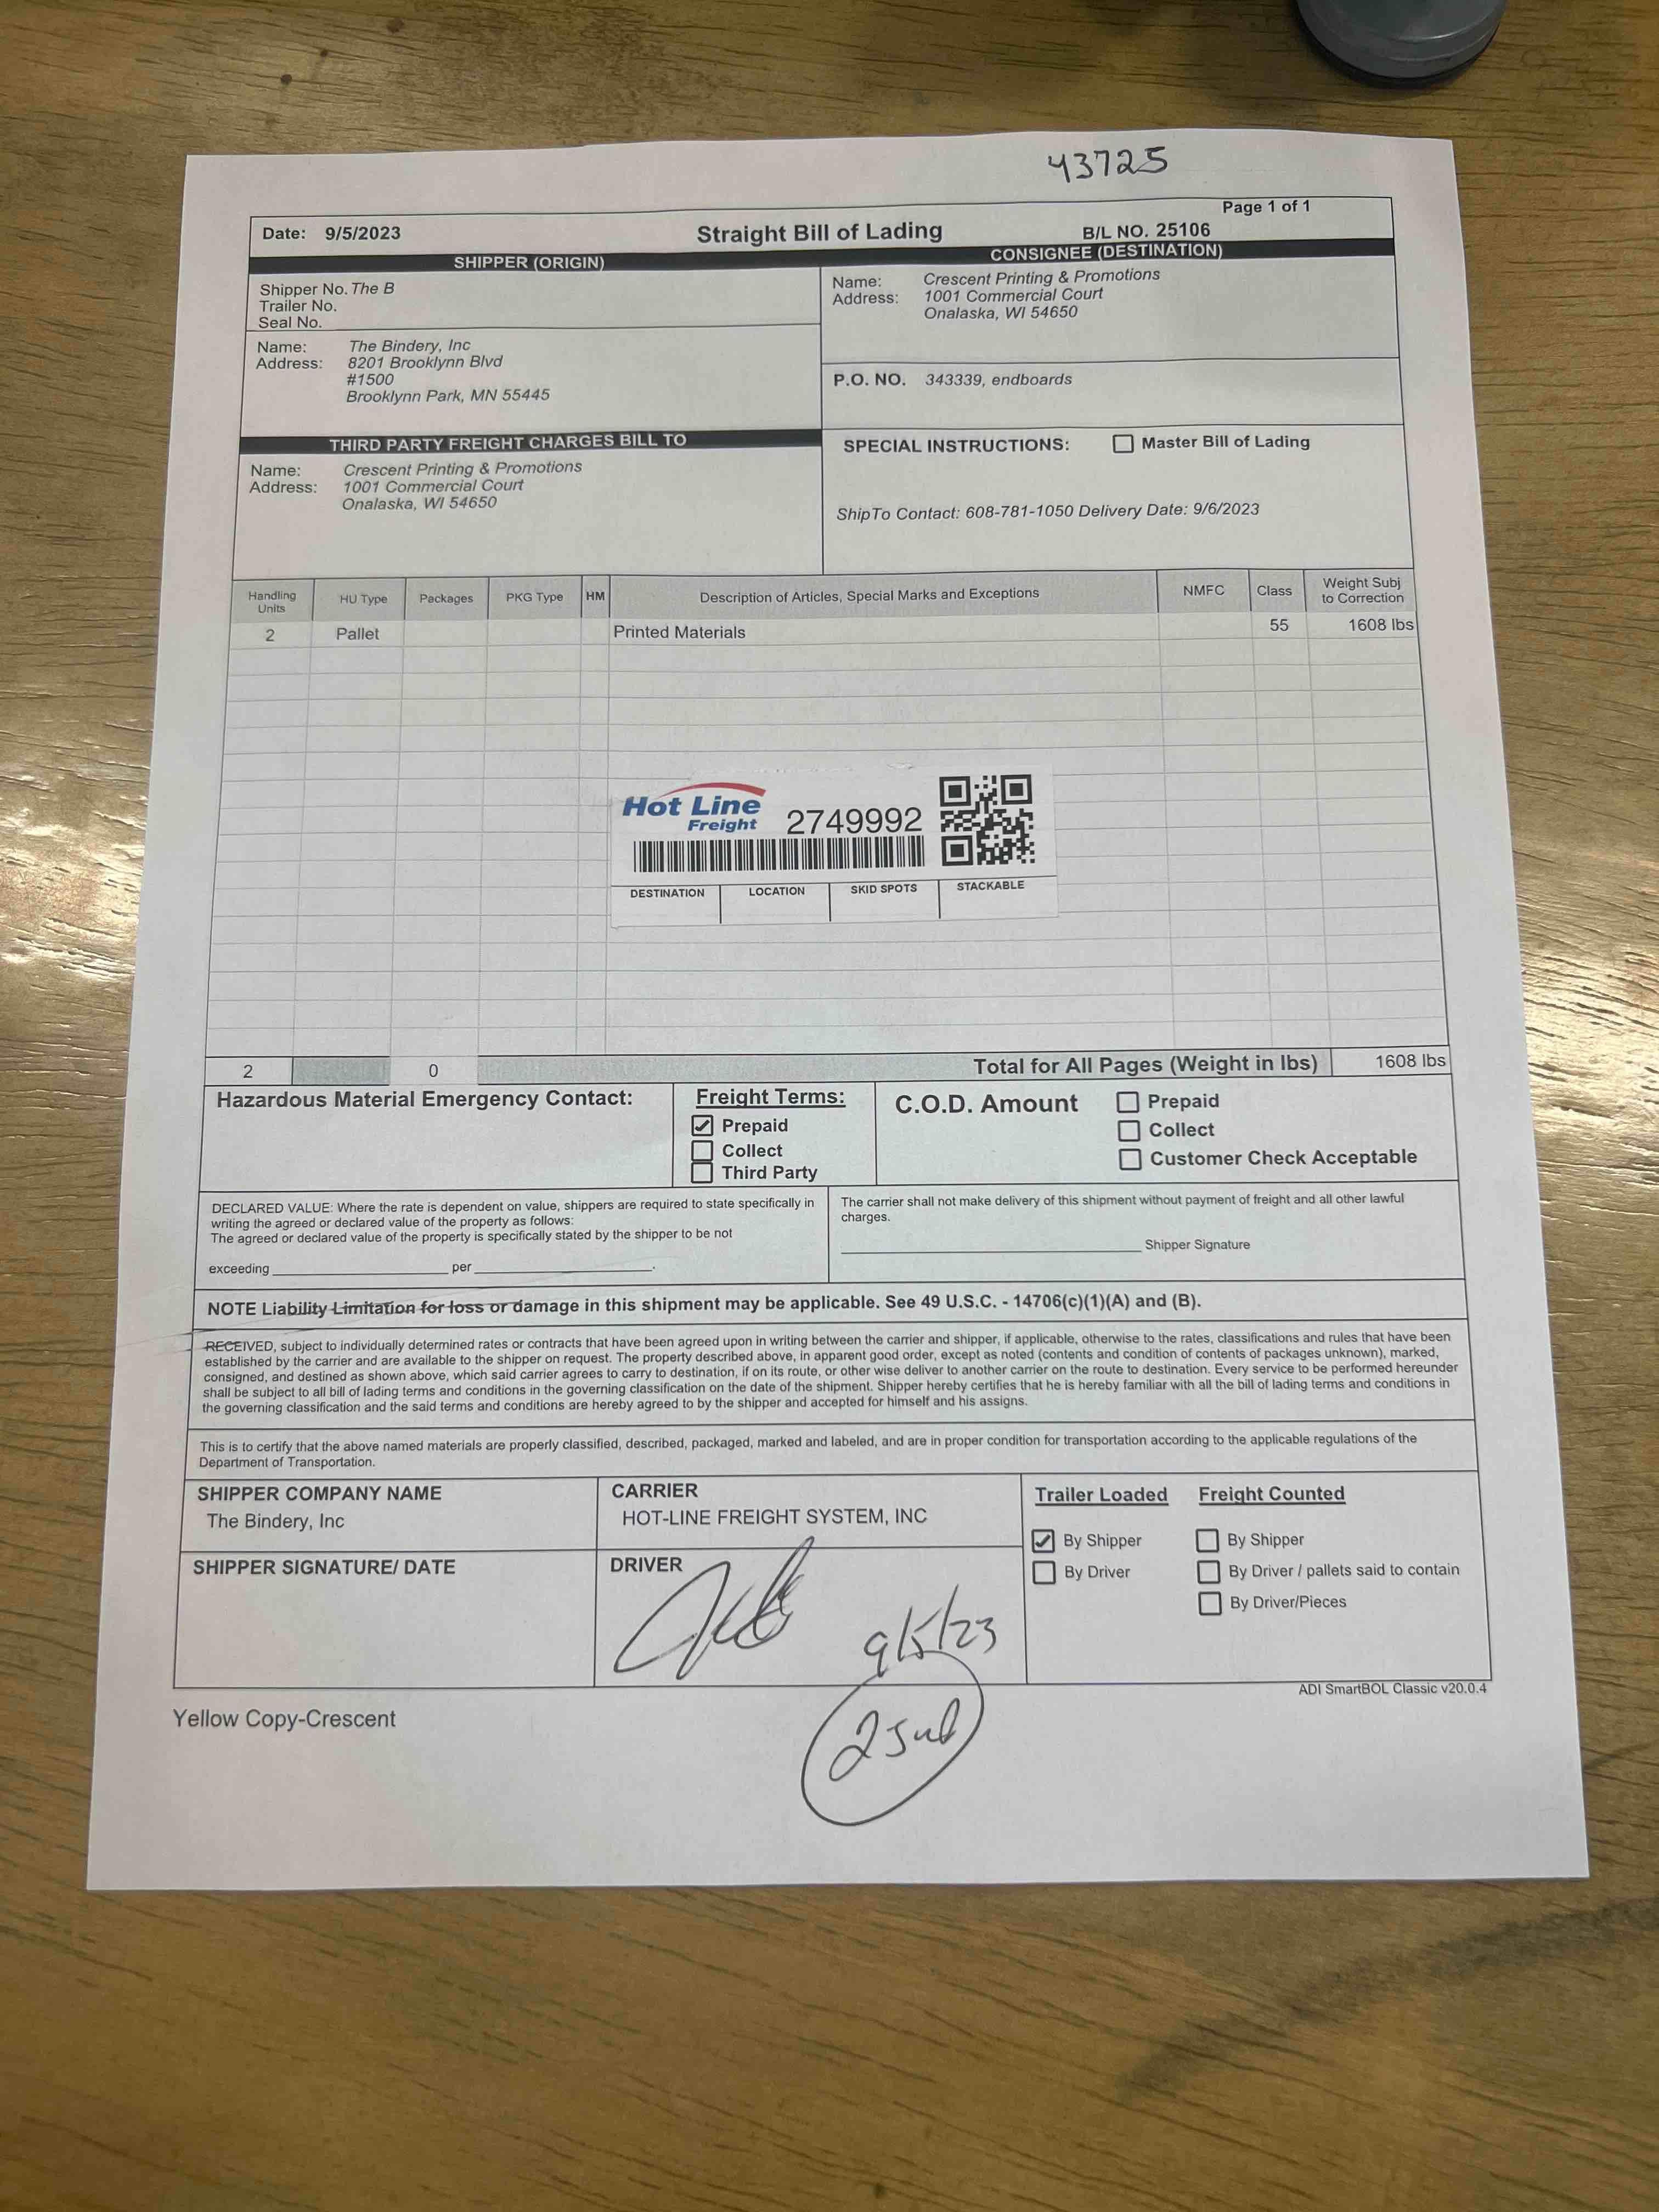 43725
Page 1 of 1
Date: 9/5/2023 Straight Bill of Lading B/L NO. 25106
SHIPPER (ORIGIN)
Shipper No. The B
Trailer No.
Seal No.
Name: The Bindery, Inc
Address: 8201 Brooklynn Blvd
#1500
Brooklynn Park, MN 55445
CONSIGNEE (DESTINATION)
Name: Crescent Printing & Promotions
Address: 1001 Commercial Court
Onalaska, WI 54650
P.O. NO. 343339, endboards
THIRD PARTY FREIGHT CHARGES BILL TO
Name: Crescent Printing & Promotions
Address: 1001 Commercial Court
Onalaska, WI 54650
SPECIAL INSTRUCTIONS: Master Bill of Lading
ShipTo Contact: 608-781-1050 Delivery Date: 9/6/2023
Handling Units HU Type Packages PKG Type HM Description of Articles, Special Marks and Exceptions NMFC Class Weight Subj to Correction
2 Pallet Printed Materials 55 1608 lbs
Hot Line
Freight 2749992
DESTINATION LOCATION SKID SPOTS STACKABLE
2 0 Total for All Pages (Weight in lbs) 1608 lbs
Hazardous Material Emergency Contact:
Freight Terms:
Prepaid
Collect
Third Party
C.O.D. Amount
Prepaid
Collect
Customer Check Acceptable
DECLARED VALUE: Where the rate is dependent on value, shippers are required to state specifically in
writing the agreed or declared value of the property as follows:
The agreed or declared value of the property is specifically stated by the shipper to be not
exceeding ____ per ____.
The carrier shall not make delivery of this shipment without payment of freight and all other lawful
charges.
Shipper Signature
NOTE Liability Limitation for loss or damage in this shipment may be applicable. See 49 U.S.C. - 14706(c)(1)(A) and (B).
RECEIVED, subject to individually determined rates or contracts that have been agreed upon in writing between the carrier and shipper, if applicable, otherwise to the rates, classifications and rules that have been
established by the carrier and are available to the shipper on request. The property described above, in apparent good order, except as noted (contents and condition of contents of packages unknown), marked,
consigned, and destined as shown above, which said carrier agrees to carry to destination, if on its route, or other wise deliver to another carrier on the route to destination. Every service to be performed hereunder
shall be subject to all bill of lading terms and conditions in the governing classification on the date of the shipment. Shipper hereby certifies that he is hereby familiar with all the bill of lading terms and conditions in
the governing classification and the said terms and conditions are hereby agreed to by the shipper and accepted for himself and his assigns.
This is to certify that the above named materials are properly classified, described, packaged, marked and labeled, and are in proper condition for transportation according to the applicable regulations of the
Department of Transportation.
SHIPPER COMPANY NAME
The Bindery, Inc
CARRIER
HOT-LINE FREIGHT SYSTEM, INC
SHIPPER SIGNATURE/ DATE
DRIVER
9/5/23
Trailer Loaded
By Shipper
By Driver
Freight Counted
By Shipper
By Driver / pallets said to contain
By Driver/Pieces
ADI SmartBOL Classic v20.0.4
Yellow Copy-Crescent
2